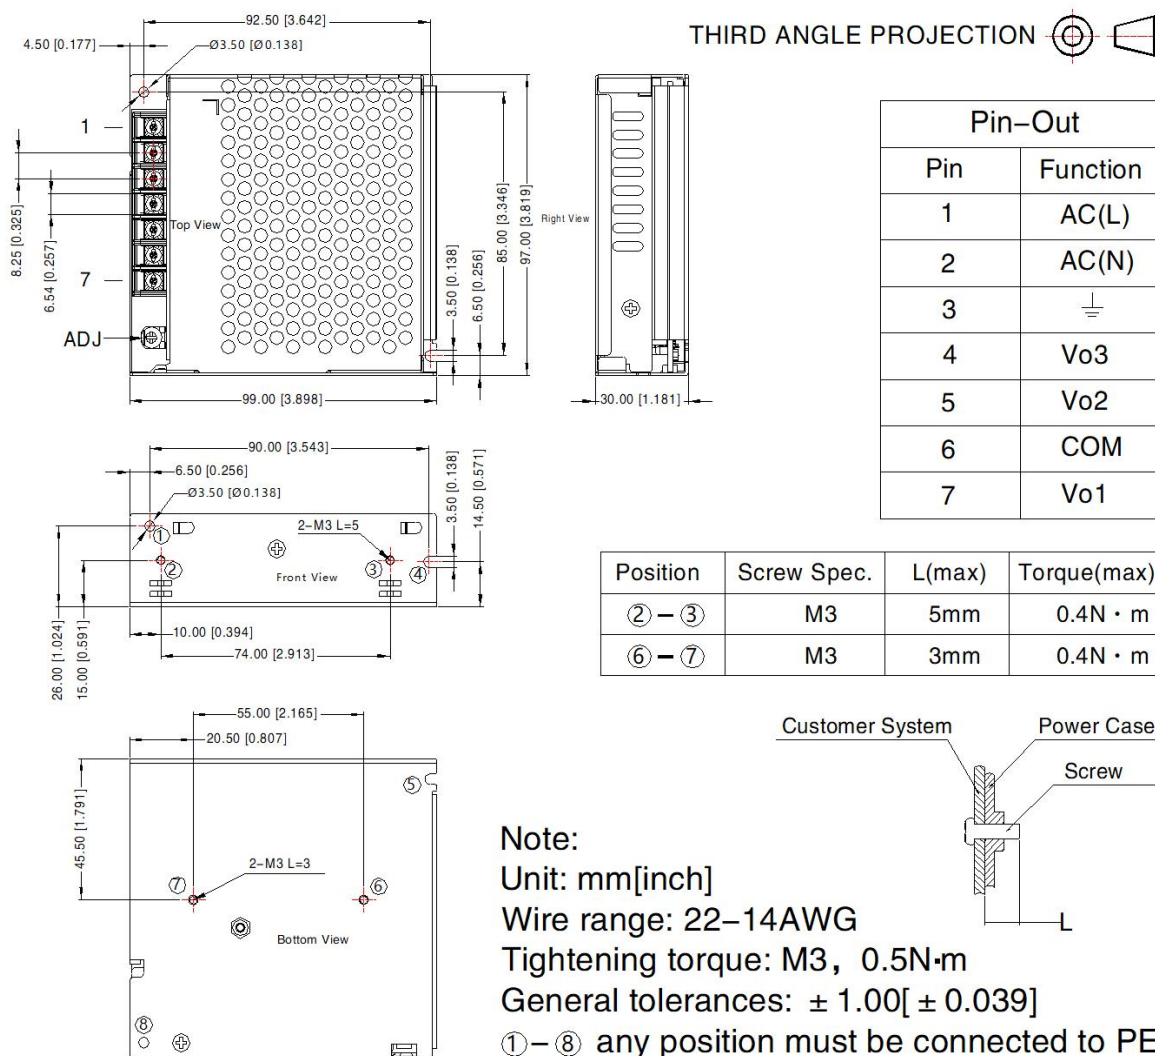 92.50 [3.642]
4.50 [0.177]
Ø3.50 [Ø0.138]
THIRD ANGLE PROJECTION
1
7
ADJ
8.25 [0.325]
6.54 [0.257]
Top View
3.50 [0.138]
6.50 [0.256]
85.00 [3.346]
97.00 [3.819]
99.00 [3.898]
Right View
30.00 [1.181]
Pin–Out
Pin Function
1 AC(L)
2 AC(N)
3 ⏚
4 Vo3
5 Vo2
6 COM
7 Vo1
90.00 [3.543]
6.50 [0.256]
Ø3.50 [Ø0.138]
3.50 [0.138]
14.50 [0.571]
2–M3 L=5
①
②
③
④
Front View
10.00 [0.394]
74.00 [2.913]
26.00 [1.024]
15.00 [0.591]
Position Screw Spec. L(max) Torque(max)
②–③ M3 5mm 0.4N·m
⑥–⑦ M3 3mm 0.4N·m
55.00 [2.165]
20.50 [0.807]
45.50 [1.791]
⑤
2–M3 L=3
⑦
⑥
Bottom View
⑧
Customer System
Power Case
Screw
L
Note:
Unit: mm[inch]
Wire range: 22–14AWG
Tightening torque: M3, 0.5N·m
General tolerances: ±1.00[±0.039]
①–⑧ any position must be connected to PE